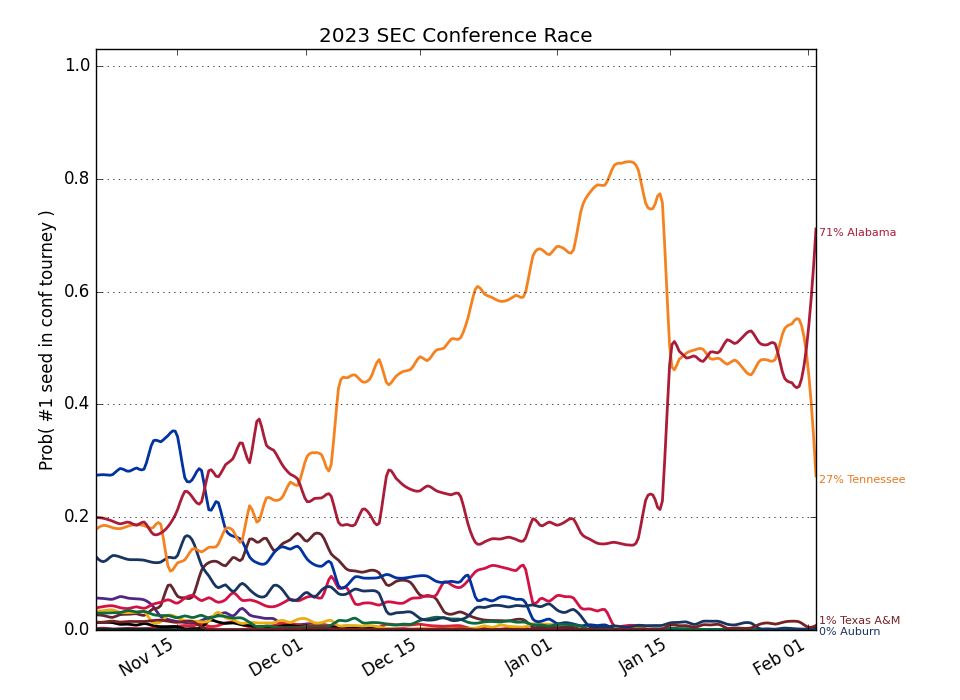 2023 SEC Conference Race
Prob( #1 seed in conf tourney )
1.0
0.8
0.6
0.4
0.2
0.0
71% Alabama
27% Tennessee
1% Texas A&M
0% Auburn
Nov 15
Dec 01
Dec 15
Jan 01
Jan 15
Feb 01